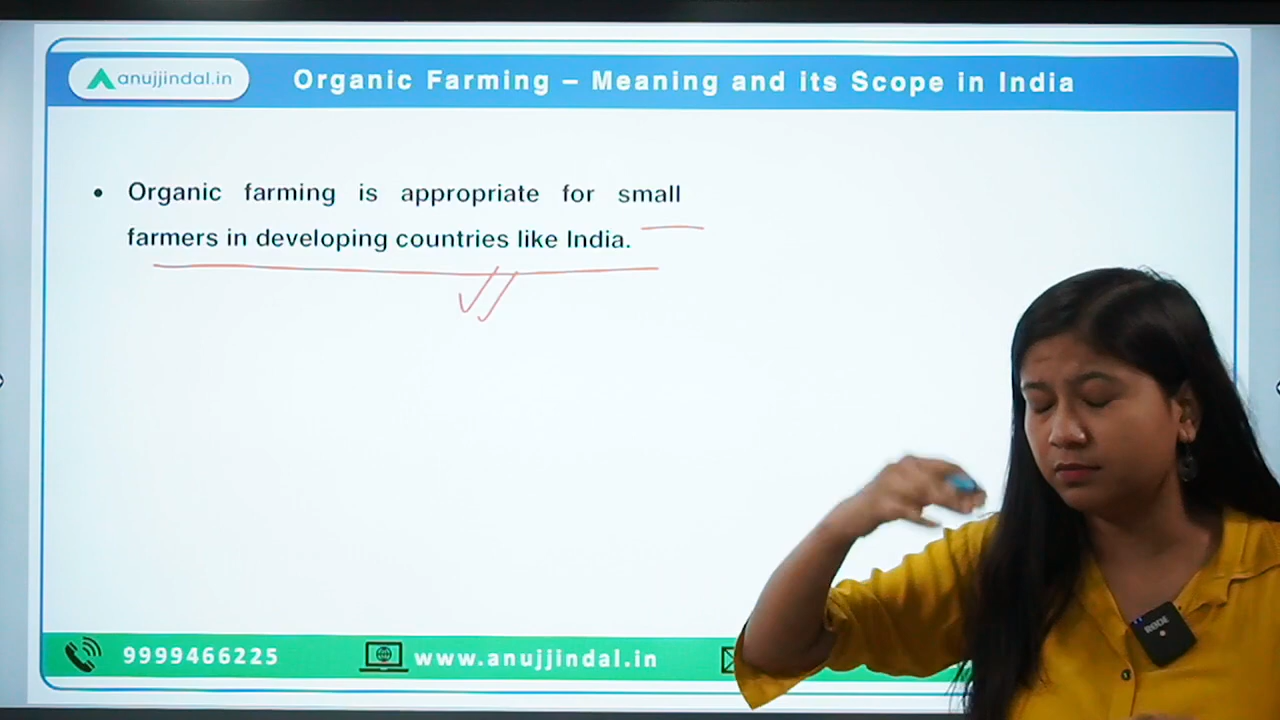 anujjindal.in
Organic Farming – Meaning and its Scope in India
• Organic farming is appropriate for small
farmers in developing countries like India.
9999466225
www.anujjindal.in
RODE